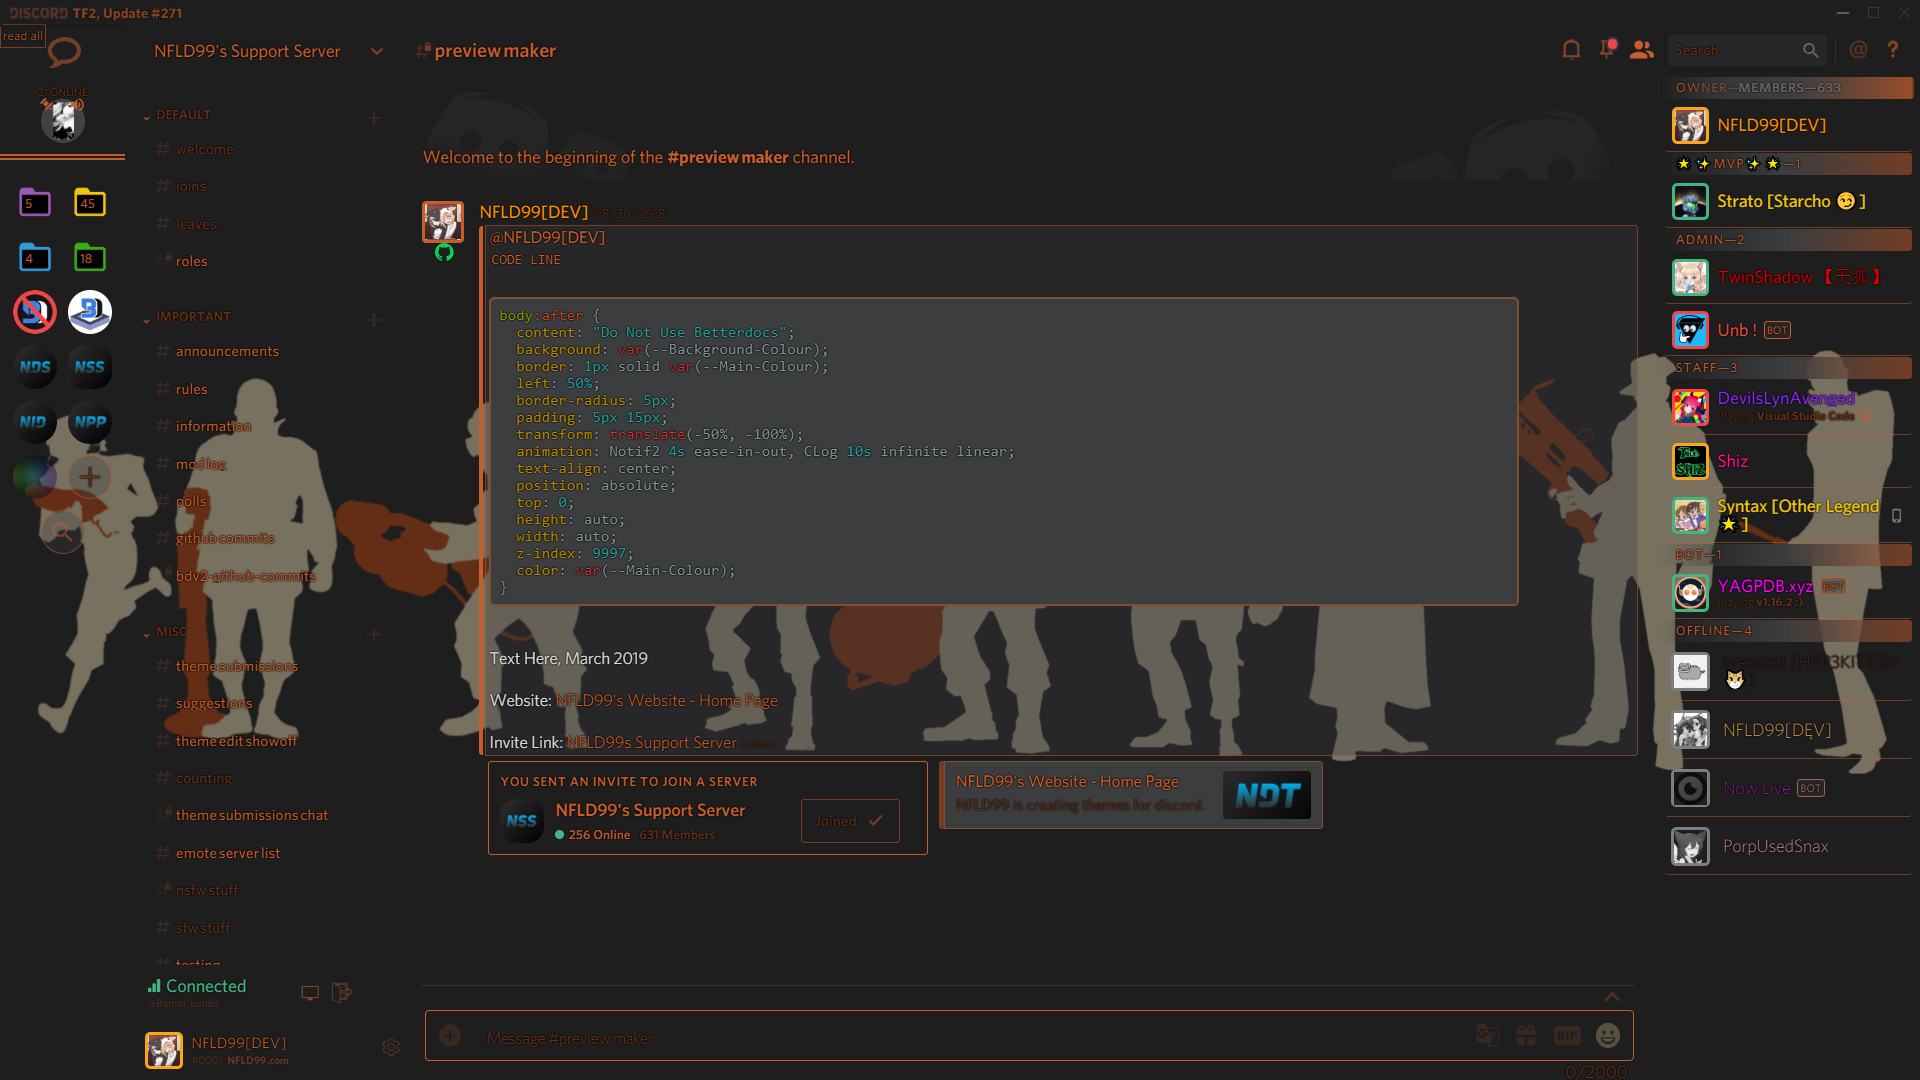 DISCORD TF2, Update #271
read all
NFLD99's Support Server
#preview maker
Search
21 ONLINE
5
45
4
18
NDS
NSS
NID
NPP
DEFAULT
welcome
joins
leaves
roles
IMPORTANT
announcements
rules
information
mod log
polls
github commits
bdv2-github-commits
MISC
theme submissions
suggestions
theme edit showoff
counting
theme submissions chat
emote server list
nsfw stuff
sfw stuff
testing
Connected
@Bambi_bandit
NFLD99[DEV]
#0001 NFLD99.com
Welcome to the beginning of the #preview maker channel.
NFLD99[DEV] 08/30/2018
@NFLD99[DEV]
CODE LINE
body:after {
content: "Do Not Use Betterdocs";
background: var(--Background-Colour);
border: 1px solid var(--Main-Colour);
left: 50%;
border-radius: 5px;
padding: 5px 15px;
transform: translate(-50%, -100%);
animation: Notif2 4s ease-in-out, CLog 10s infinite linear;
text-align: center;
position: absolute;
top: 0;
height: auto;
width: auto;
z-index: 9997;
color: var(--Main-Colour);
}
Text Here, March 2019
Website: NFLD99's Website - Home Page
Invite Link: NFLD99s Support Server (edited)
YOU SENT AN INVITE TO JOIN A SERVER
NSS
NFLD99's Support Server
256 Online 631 Members
Joined
NFLD99's Website - Home Page
NFLD99 is creating themes for discord.
NDT
Message #preview maker
GIF
0/2000
OWNER—MEMBERS—633
NFLD99[DEV]
MVP—1
Strato [Starcho 😏]
ADMIN—2
TwinShadow 【天狐】
Unb ! BOT
STAFF—3
DevilsLynAvenged
Playing Visual Studio Code
The SHIZ
Shiz
Syntax [Other Legend
]
BOT—1
YAGPDB.xyz BOT
Playing v1.16.2 :)
OFFLINE—4
NFLD99[DĘV]
Now Live BOT
PorpUsedSnax